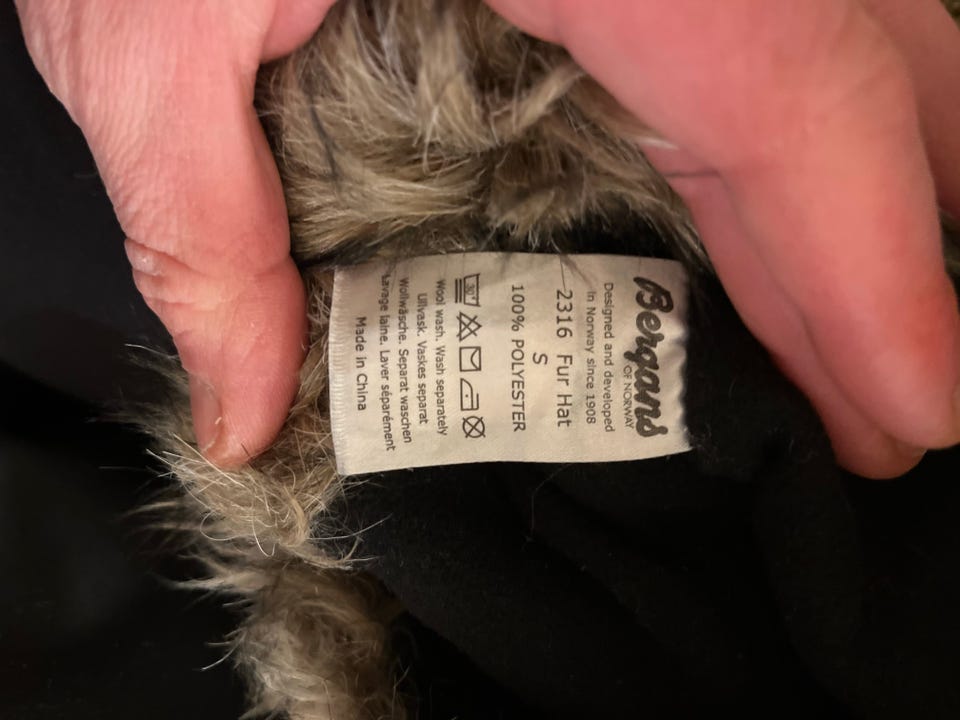 Bergans
OF NORWAY
Designed and developed
in Norway since 1908
2316 Fur Hat
S
100% POLYESTER
30°
Wool wash. Wash separately
Ullvask. Vaskes separat
Wollwäsche. Separat waschen
Lavage laine. Laver séparément
Made in China